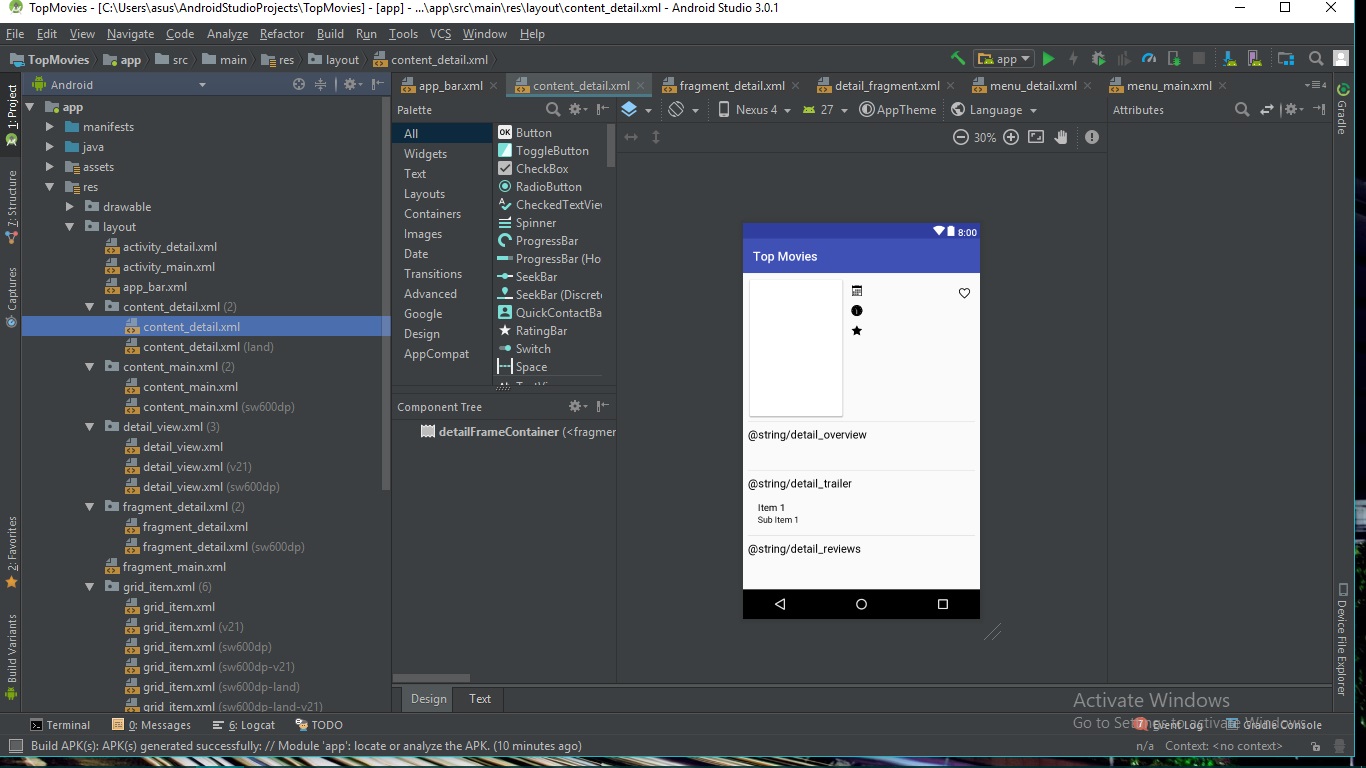 TopMovies - [C:\Users\asus\AndroidStudioProjects\TopMovies] - [app] - ...\app\src\main\res\layout\content_detail.xml - Android Studio 3.0.1
File Edit View Navigate Code Analyze Refactor Build Run Tools VCS Window Help
TopMovies app src main res layout content_detail.xml app
Android
app_bar.xml content_detail.xml fragment_detail.xml detail_fragment.xml menu_detail.xml menu_main.xml
1: Project
7: Structure
Captures
2: Favorites
Build Variants
app
manifests
java
assets
res
drawable
layout
activity_detail.xml
activity_main.xml
app_bar.xml
content_detail.xml (2)
content_detail.xml
content_detail.xml (land)
content_main.xml (2)
content_main.xml
content_main.xml (sw600dp)
detail_view.xml (3)
detail_view.xml
detail_view.xml (v21)
detail_view.xml (sw600dp)
fragment_detail.xml (2)
fragment_detail.xml
fragment_detail.xml (sw600dp)
fragment_main.xml
grid_item.xml (6)
grid_item.xml
grid_item.xml (v21)
grid_item.xml (sw600dp)
grid_item.xml (sw600dp-v21)
grid_item.xml (sw600dp-land)
grid_item.xml (sw600dp-land-v21)
Palette
All
Widgets
Text
Layouts
Containers
Images
Date
Transitions
Advanced
Google
Design
AppCompat
OK Button
ToggleButton
CheckBox
RadioButton
CheckedTextVie
Spinner
ProgressBar
ProgressBar (Ho
SeekBar
SeekBar (Discrete
QuickContactBa
RatingBar
Switch
Space
Component Tree
detailFrameContainer (<fragmer
Nexus 4 27 AppTheme Language
30%
8:00
Top Movies
@string/detail_overview
@string/detail_trailer
Item 1
Sub Item 1
@string/detail_reviews
Attributes
Gradle
Device File Explorer
Design Text
Activate Windows
Go to Settings to activate Windows.
Terminal 0: Messages 6: Logcat TODO 7 Event Log Gradle Console
Build APK(s): APK(s) generated successfully: // Module 'app': locate or analyze the APK. (10 minutes ago) n/a Context: <no context>